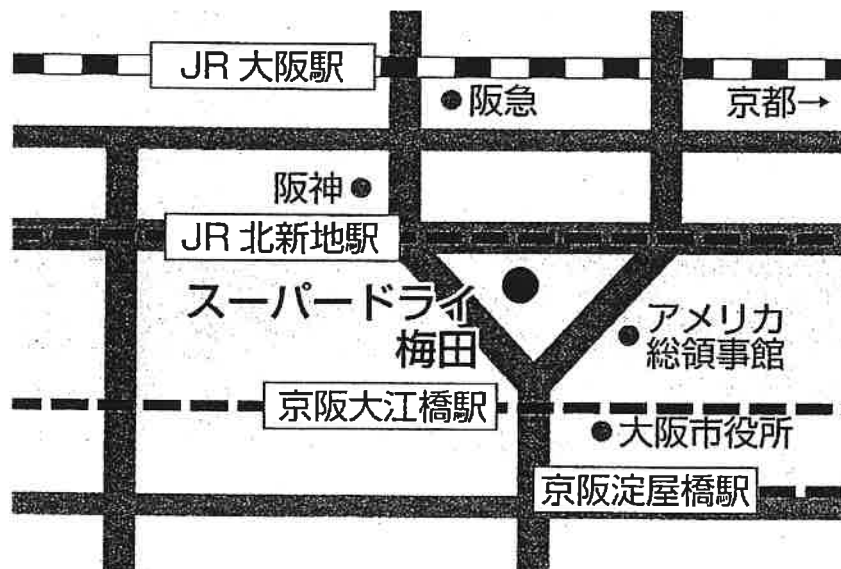 JR 大阪駅
阪急
京都→
阪神
JR 北新地駅
スーパードライ
梅田
アメリカ
総領事館
京阪大江橋駅
大阪市役所
京阪淀屋橋駅